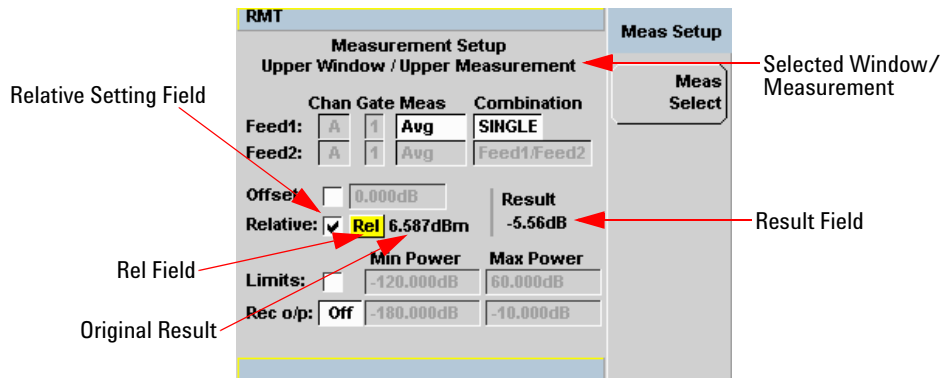 RMT
Meas Setup
Measurement Setup
Upper Window / Upper Measurement
Selected Window/
Measurement
Meas
Select
Relative Setting Field
Chan Gate Meas Combination
Feed1: A 1 Avg SINGLE
Feed2: A 1 Avg Feed1/Feed2
Offset: 0.000dB
Result
Relative: Rel 6.587dBm -5.56dB
Result Field
Rel Field
Min Power Max Power
Limits: -120.000dB 60.000dB
Rec o/p: Off -180.000dB -10.000dB
Original Result